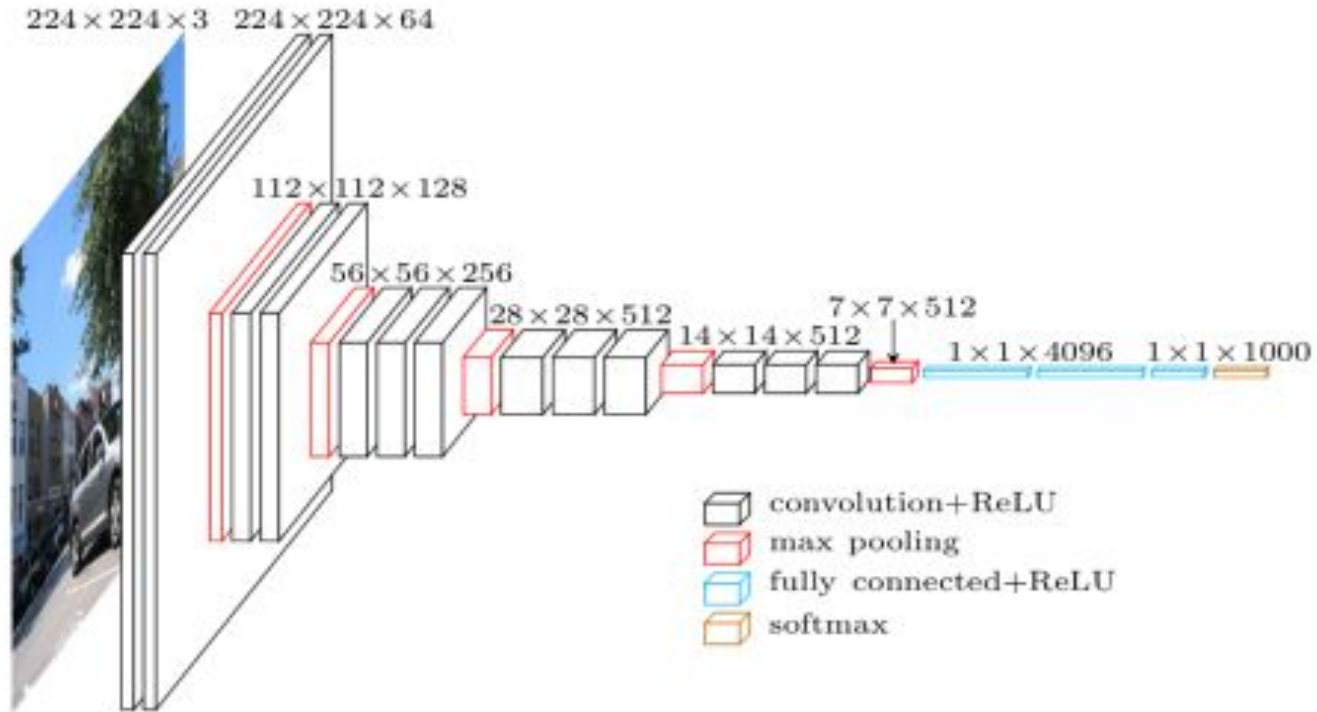 224 × 224 × 3
224 × 224 × 64
112 × 112 × 128
56 × 56 × 256
28 × 28 × 512
14 × 14 × 512
7 × 7 × 512
1 × 1 × 4096
1 × 1 × 1000
convolution+ReLU
max pooling
fully connected+ReLU
softmax